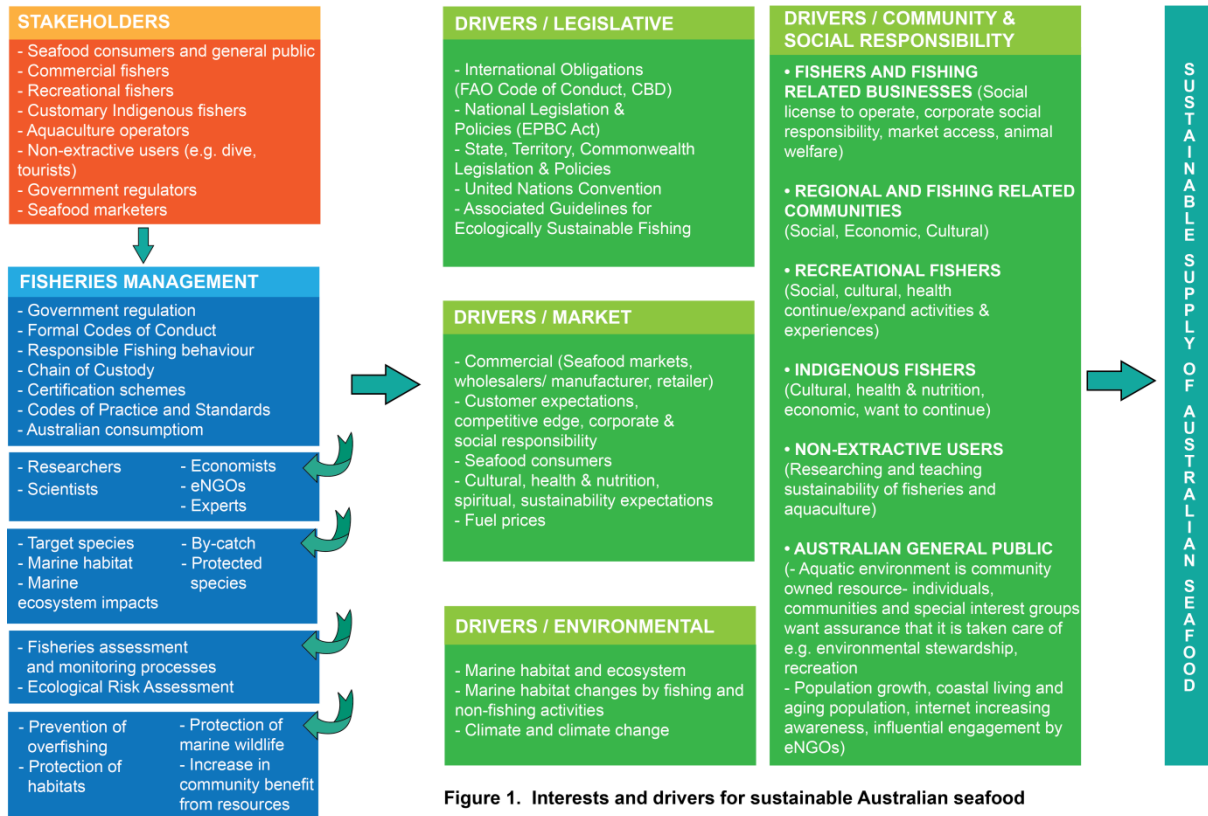 STAKEHOLDERS
- Seafood consumers and general public
- Commercial fishers
- Recreational fishers
- Customary Indigenous fishers
- Aquaculture operators
- Non-extractive users (e.g. dive,
tourists)
- Government regulators
- Seafood marketers
FISHERIES MANAGEMENT
- Government regulation
- Formal Codes of Conduct
- Responsible Fishing behaviour
- Chain of Custody
- Certification schemes
- Codes of Practice and Standards
- Australian consumptiom
- Researchers
- Scientists
- Economists
- eNGOs
- Experts
- Target species
- Marine habitat
- Marine
ecosystem impacts
- By-catch
- Protected
species
- Fisheries assessment
and monitoring processes
- Ecological Risk Assessment
- Prevention of
overfishing
- Protection of
habitats
- Protection of
marine wildlife
- Increase in
community benefit
from resources
DRIVERS / LEGISLATIVE
- International Obligations
(FAO Code of Conduct, CBD)
- National Legislation &
Policies (EPBC Act)
- State, Territory, Commonwealth
Legislation & Policies
- United Nations Convention
- Associated Guidelines for
Ecologically Sustainable Fishing
DRIVERS / MARKET
- Commercial (Seafood markets,
wholesalers/ manufacturer, retailer)
- Customer expectations,
competitive edge, corporate &
social responsibility
- Seafood consumers
- Cultural, health & nutrition,
spiritual, sustainability expectations
- Fuel prices
DRIVERS / ENVIRONMENTAL
- Marine habitat and ecosystem
- Marine habitat changes by fishing and
non-fishing activities
- Climate and climate change
DRIVERS / COMMUNITY &
SOCIAL RESPONSIBILITY
• FISHERS AND FISHING
RELATED BUSINESSES (Social
license to operate, corporate social
responsibility, market access, animal
welfare)
• REGIONAL AND FISHING RELATED
COMMUNITIES
(Social, Economic, Cultural)
• RECREATIONAL FISHERS
(Social, cultural, health
continue/expand activities &
experiences)
• INDIGENOUS FISHERS
(Cultural, health & nutrition,
economic, want to continue)
• NON-EXTRACTIVE USERS
(Researching and teaching
sustainability of fisheries and
aquaculture)
• AUSTRALIAN GENERAL PUBLIC
(- Aquatic environment is community
owned resource- individuals,
communities and special interest groups
want assurance that it is taken care of
e.g. environmental stewardship,
recreation
- Population growth, coastal living and
aging population, internet increasing
awareness, influential engagement by
eNGOs)
SUSTAINABLE SUPPLY OF AUSTRALIAN SEAFOOD
Figure 1. Interests and drivers for sustainable Australian seafood